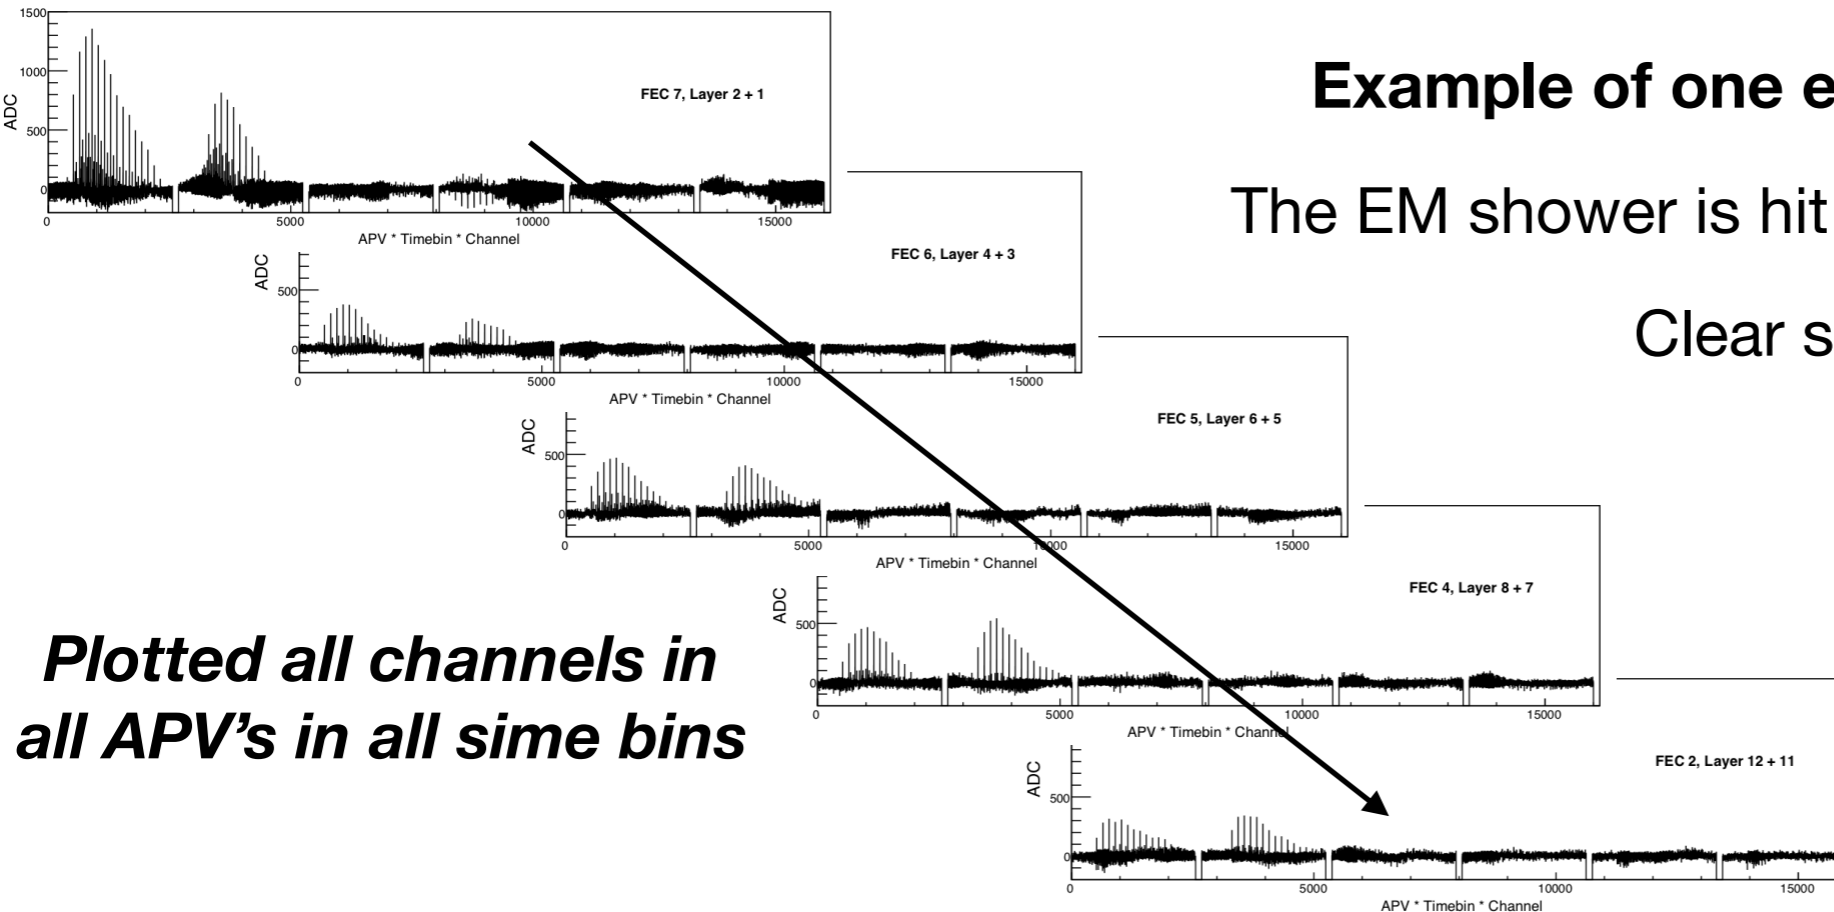 1500
1000
500
0
ADC
FEC 7, Layer 2 + 1
0 5000 10000 15000
APV * Timebin * Channel
Example of one e
The EM shower is hit
Clear s
ADC
500
0
FEC 6, Layer 4 + 3
0 5000 10000 15000
APV * Timebin * Channel
ADC
500
0
FEC 5, Layer 6 + 5
0 5000 10000 15000
APV * Timebin * Channel
ADC
500
0
FEC 4, Layer 8 + 7
0 5000 10000 15000
APV * Timebin * Channel
Plotted all channels in
all APV’s in all sime bins
ADC
500
0
FEC 2, Layer 12 + 11
0 5000 10000 15000
APV * Timebin * Channel